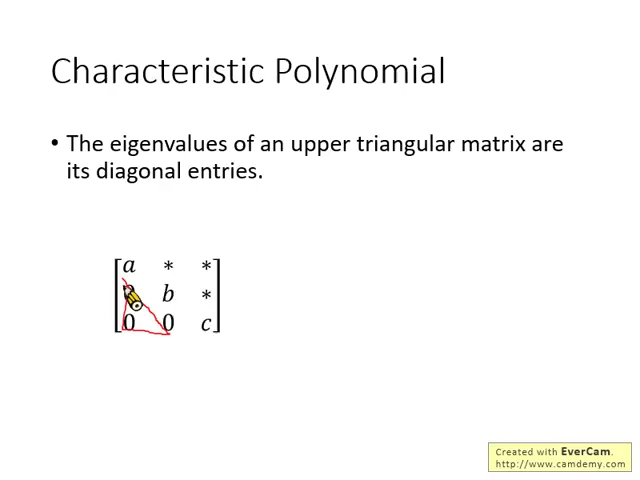 Characteristic Polynomial
• The eigenvalues of an upper triangular matrix are
its diagonal entries.
a * *
b *
0 0 c
Created with EverCam.
http://www.camdemy.com